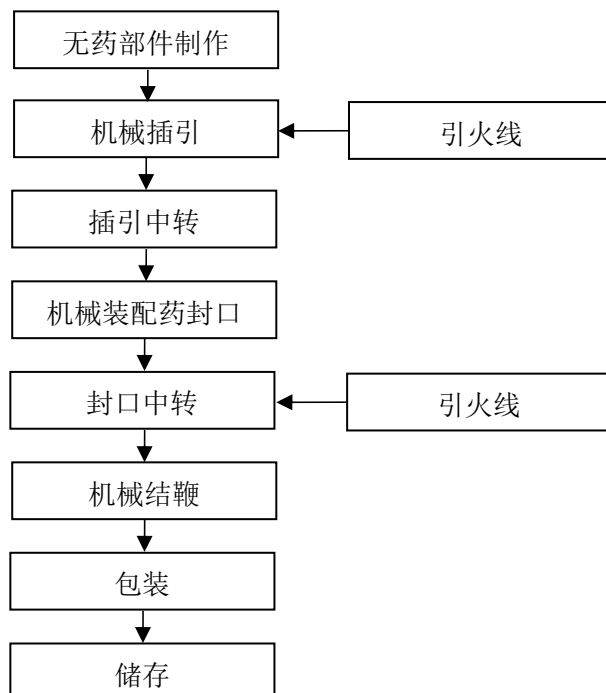 无药部件制作
机械插引
引火线
插引中转
机械装配药封口
封口中转
引火线
机械结鞭
包装
储存